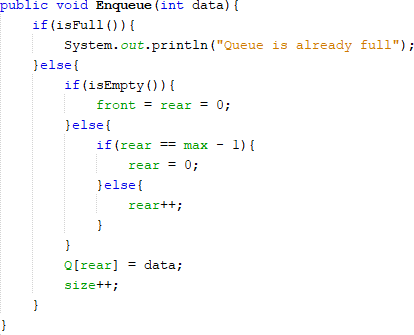 public void Enqueue(int data){
    if(isFull()){
        System.out.println("Queue is already full");
    }else{
        if(isEmpty()){
            front = rear = 0;
        }else{
            if(rear == max - 1){
                rear = 0;
            }else{
                rear++;
            }
        }
        Q[rear] = data;
        size++;
    }
}